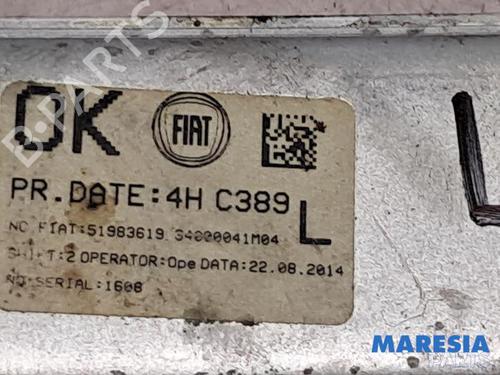 OK FIAT
PR.DATE:4H C389
NO FIAT:51983619 34000041M04
L
SHIFT:2 OPERATOR:Ope DATA:22.08.2014
NO SERIAL:1608
L
B-PARTS
MARESIA